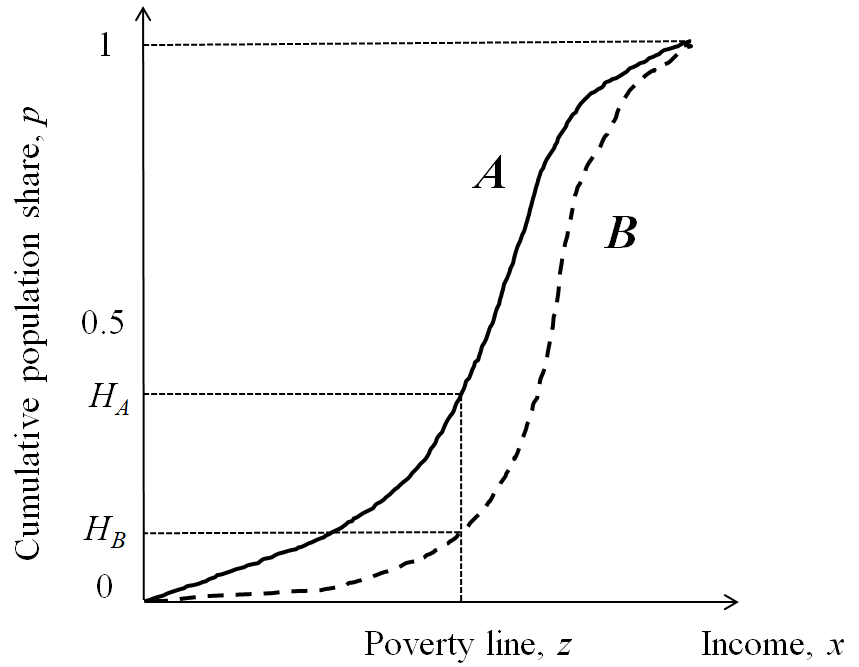 Cumulative population share, p
1
A
B
0.5
H_A
H_B
0
Poverty line, z
Income, x